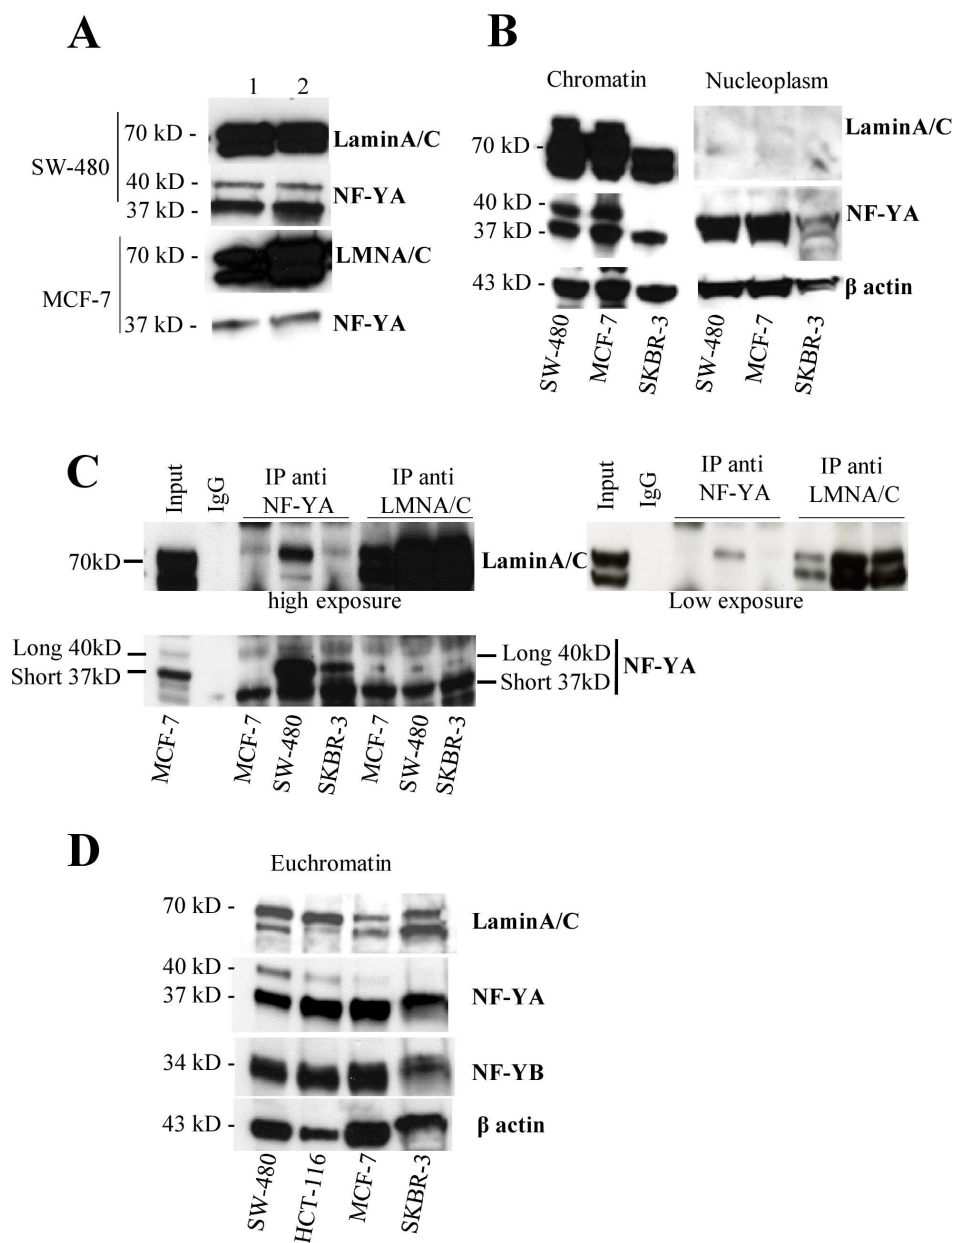 A
1 2
SW-480
70 kD - LaminA/C
40 kD -
NF-YA
37 kD -
MCF-7
70 kD - LMNA/C
37 kD - NF-YA
B
Chromatin Nucleoplasm
LaminA/C
70 kD -
40 kD -
NF-YA
37 kD -
43 kD - β actin
SW-480 MCF-7 SKBR-3 SW-480 MCF-7 SKBR-3
C
Input IgG IP anti NF-YA IP anti LMNA/C
Input IgG IP anti NF-YA IP anti LMNA/C
70kD LaminA/C
high exposure Low exposure
Long 40kD Long 40kD
NF-YA
Short 37kD Short 37kD
MCF-7 MCF-7 SW-480 SKBR-3 MCF-7 SW-480 SKBR-3
D
Euchromatin
70 kD - LaminA/C
40 kD -
37 kD - NF-YA
34 kD - NF-YB
43 kD - β actin
SW-480 HCT-116 MCF-7 SKBR-3